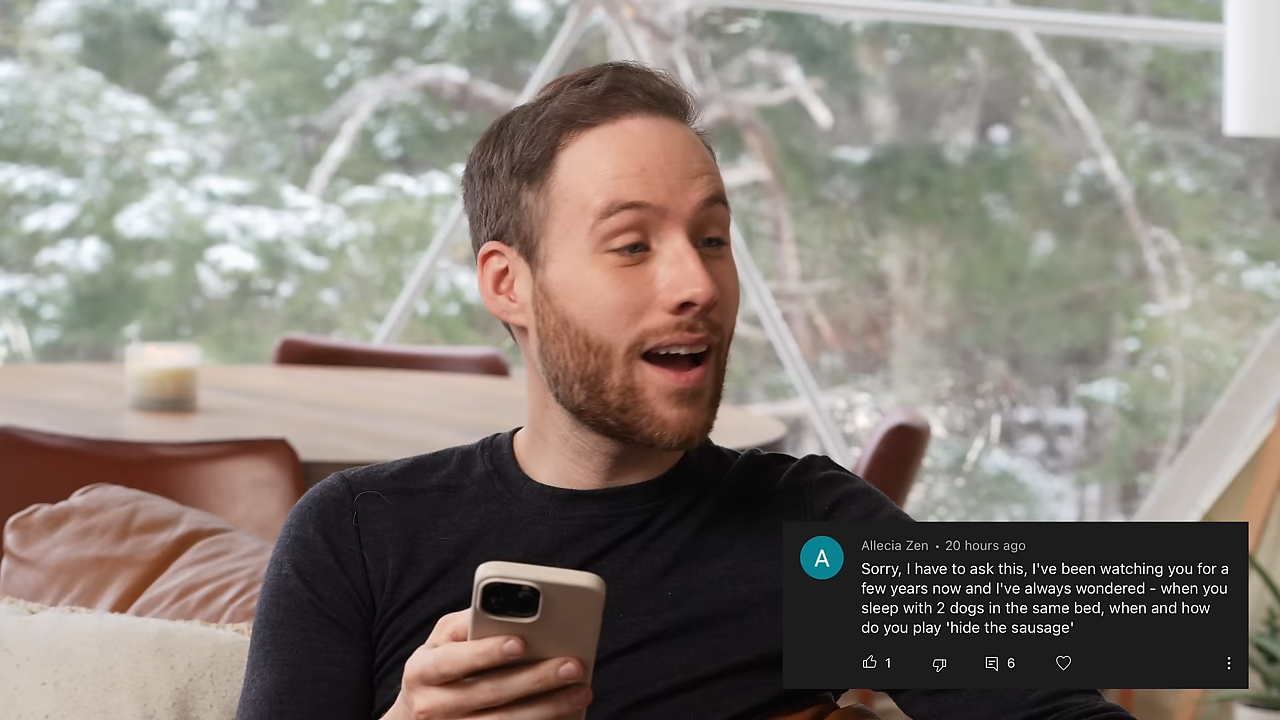 A
Allecia Zen • 20 hours ago
Sorry, I have to ask this, I've been watching you for a
few years now and I've always wondered - when you
sleep with 2 dogs in the same bed, when and how
do you play 'hide the sausage'
1
6